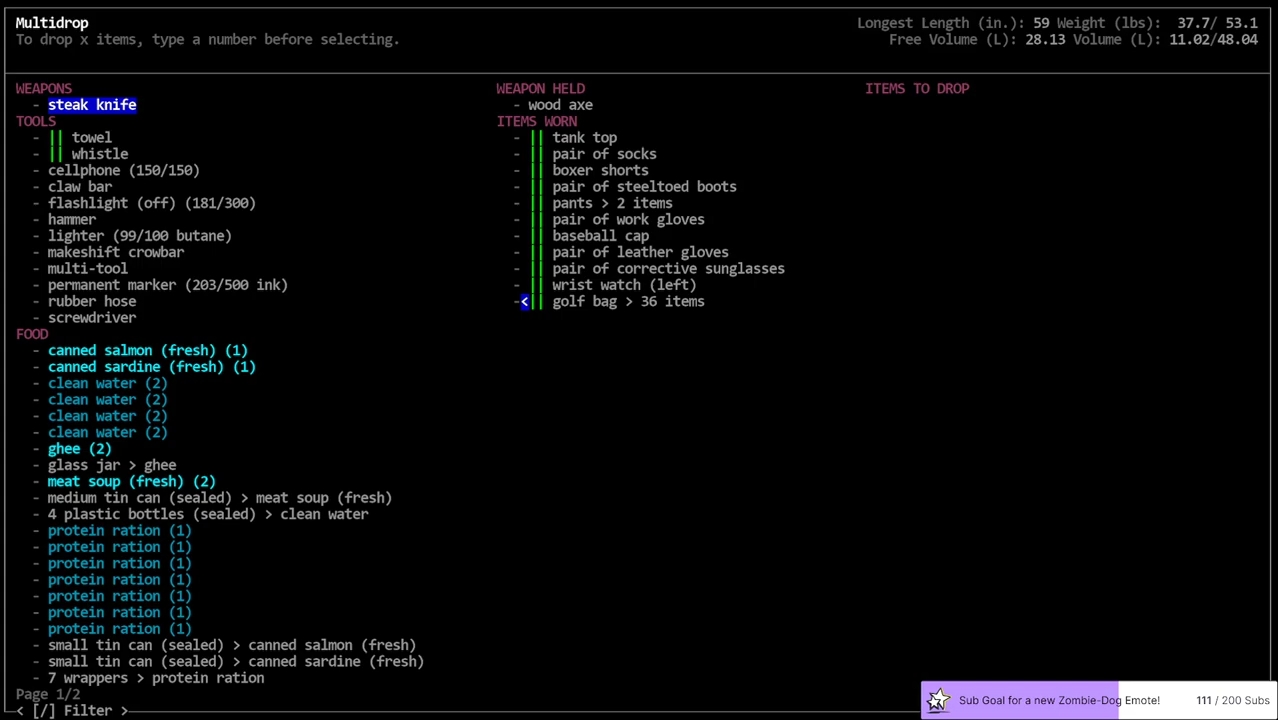 Multidrop
Longest Length (in.): 59 Weight (lbs): 37.7/ 53.1
To drop x items, type a number before selecting.
Free Volume (L): 28.13 Volume (L): 11.02/48.04
WEAPONS
- steak knife
TOOLS
- || towel
- || whistle
- cellphone (150/150)
- claw bar
- flashlight (off) (181/300)
- hammer
- lighter (99/100 butane)
- makeshift crowbar
- multi-tool
- permanent marker (203/500 ink)
- rubber hose
- screwdriver
FOOD
- canned salmon (fresh) (1)
- canned sardine (fresh) (1)
- clean water (2)
- clean water (2)
- clean water (2)
- clean water (2)
- ghee (2)
- glass jar > ghee
- meat soup (fresh) (2)
- medium tin can (sealed) > meat soup (fresh)
- 4 plastic bottles (sealed) > clean water
- protein ration (1)
- protein ration (1)
- protein ration (1)
- protein ration (1)
- protein ration (1)
- protein ration (1)
- protein ration (1)
- small tin can (sealed) > canned salmon (fresh)
- small tin can (sealed) > canned sardine (fresh)
- 7 wrappers > protein ration
WEAPON HELD
- wood axe
ITEMS WORN
- || tank top
- || pair of socks
- || boxer shorts
- || pair of steeltoed boots
- || pants > 2 items
- || pair of work gloves
- || baseball cap
- || pair of leather gloves
- || pair of corrective sunglasses
- || wrist watch (left)
-<|| golf bag > 36 items
ITEMS TO DROP
Page 1/2
< [/] Filter >
Sub Goal for a new Zombie-Dog Emote! 111 / 200 Subs